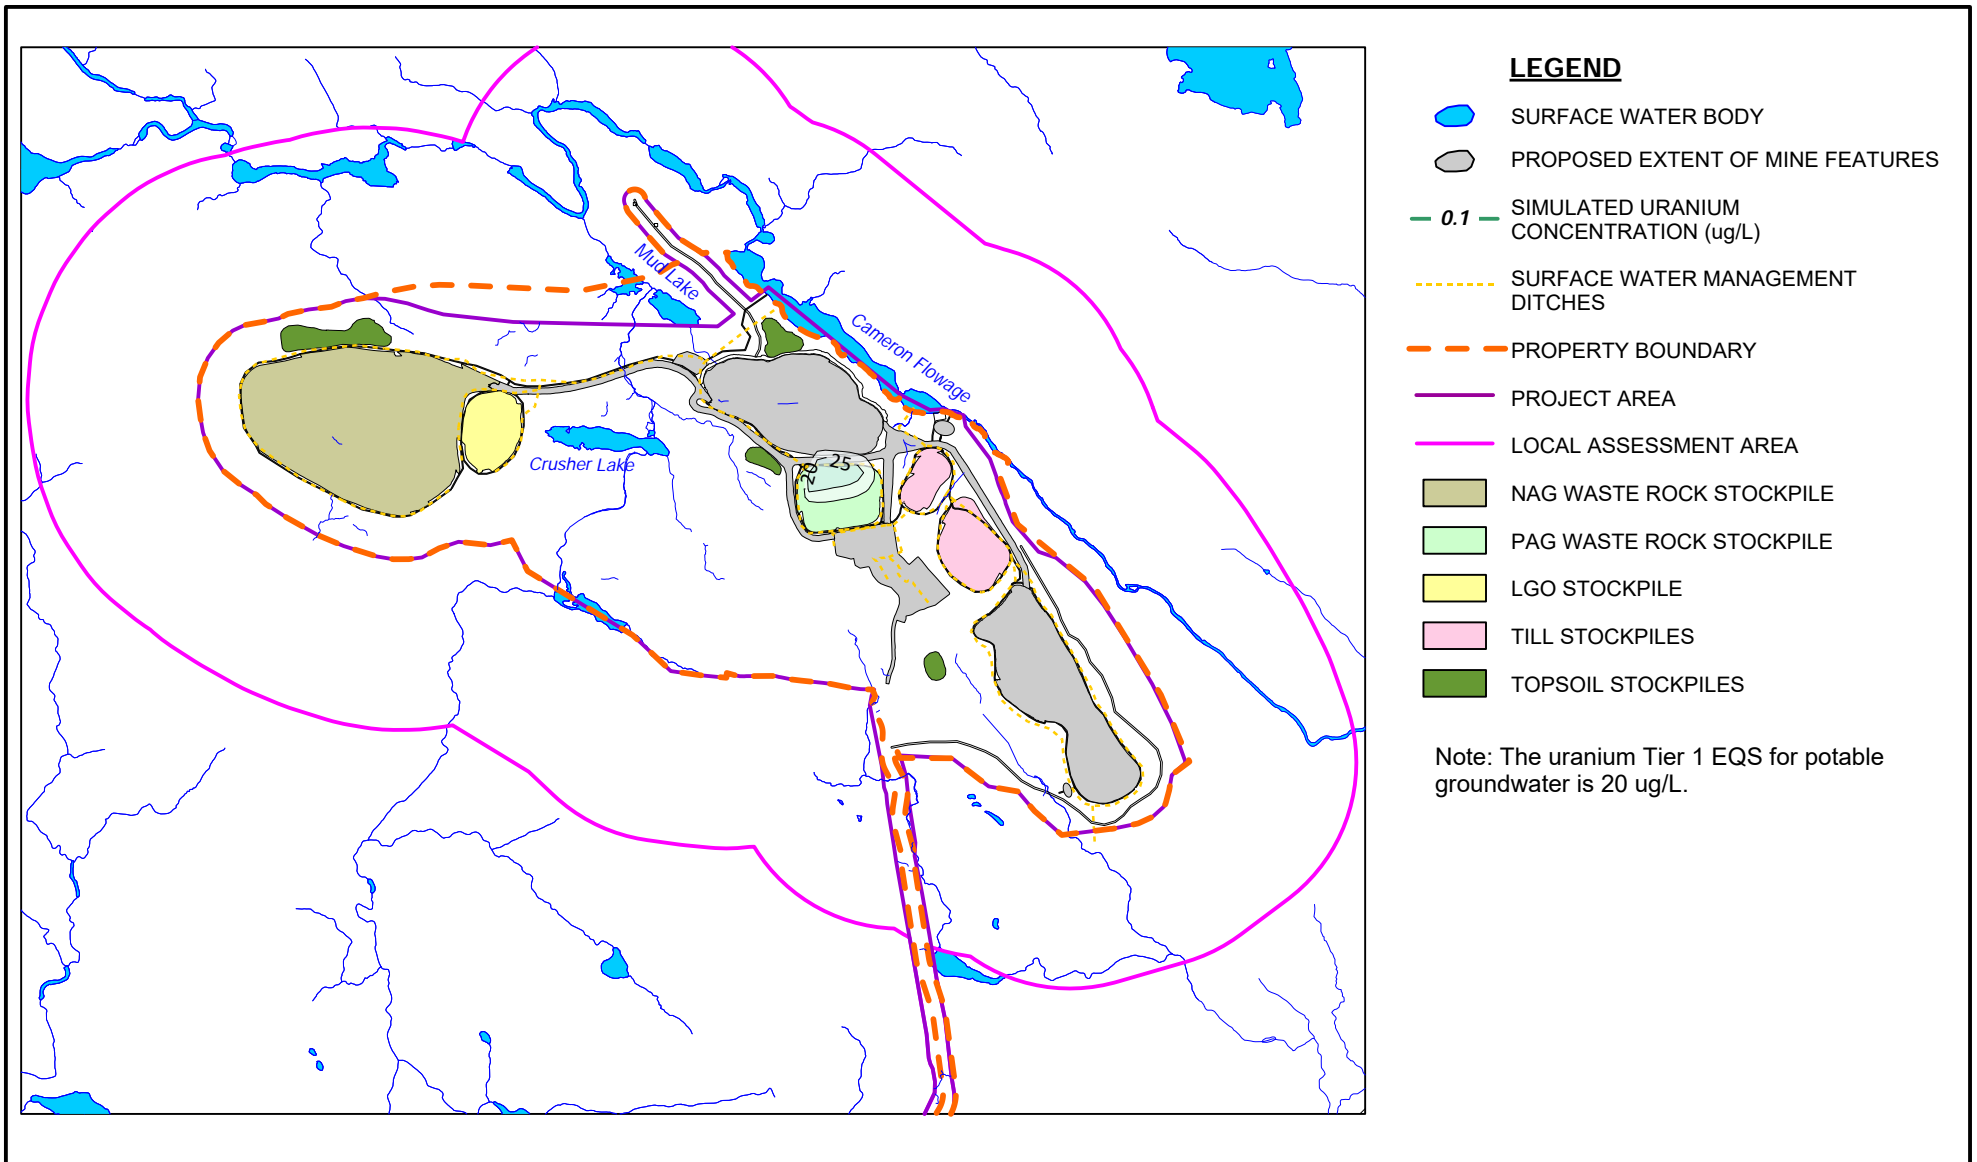 LEGEND
SURFACE WATER BODY
PROPOSED EXTENT OF MINE FEATURES
0.1
SIMULATED URANIUM
CONCENTRATION (ug/L)
SURFACE WATER MANAGEMENT
DITCHES
PROPERTY BOUNDARY
PROJECT AREA
LOCAL ASSESSMENT AREA
NAG WASTE ROCK STOCKPILE
PAG WASTE ROCK STOCKPILE
LGO STOCKPILE
TILL STOCKPILES
TOPSOIL STOCKPILES
Note: The uranium Tier 1 EQS for potable
groundwater is 20 ug/L.
Mud Lake
Cameron Flowage
Crusher Lake
20
25